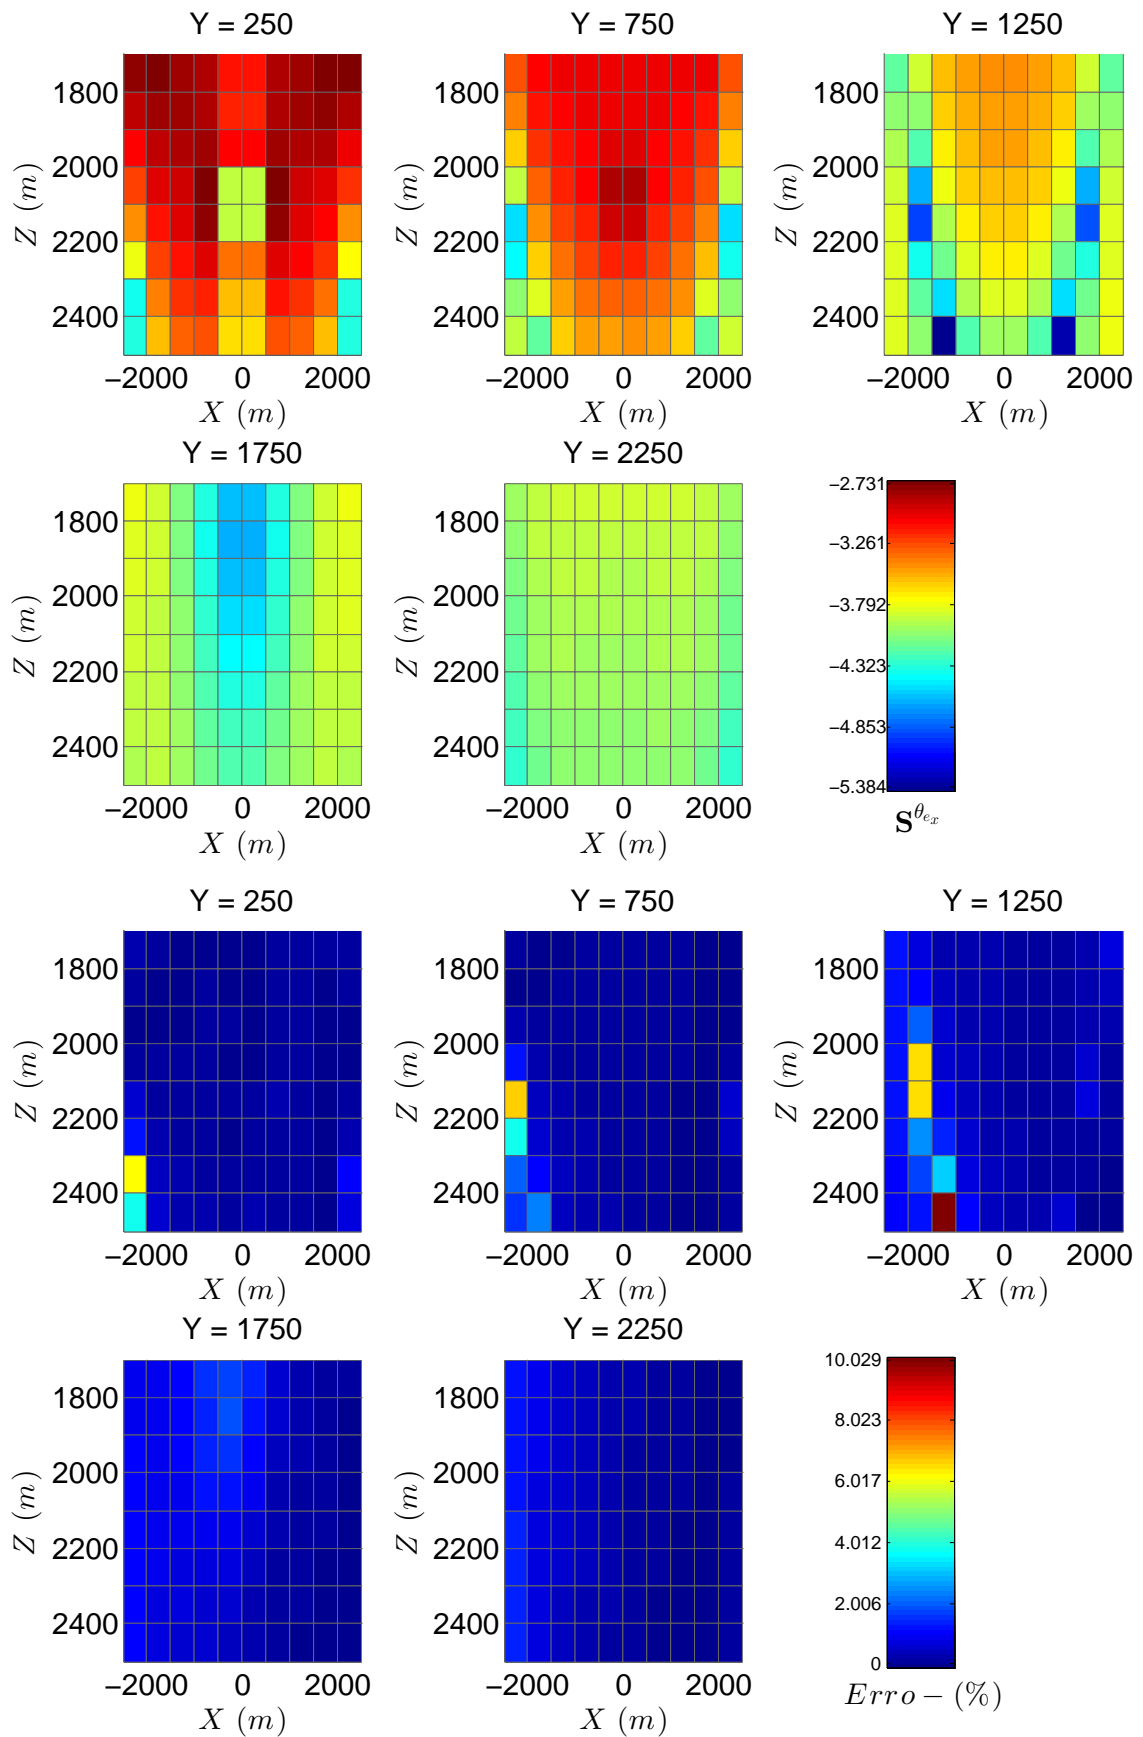 Y = 250 Y = 750 Y = 1250
1800 1800 1800
2000 2000 2000
2200 2200 2200
2400 2400 2400
Z (m) Z (m) Z (m)
−2000 0 2000 −2000 0 2000 −2000 0 2000
X (m) X (m) X (m)
Y = 1750 Y = 2250
1800 1800
2000 2000
2200 2200
2400 2400
Z (m) Z (m)
−2000 0 2000 −2000 0 2000
X (m) X (m)
−2.731
−3.261
−3.792
−4.323
−4.853
−5.384
S^{θ_{e_x}}
Y = 250 Y = 750 Y = 1250
1800 1800 1800
2000 2000 2000
2200 2200 2200
2400 2400 2400
Z (m) Z (m) Z (m)
−2000 0 2000 −2000 0 2000 −2000 0 2000
X (m) X (m) X (m)
Y = 1750 Y = 2250
1800 1800
2000 2000
2200 2200
2400 2400
Z (m) Z (m)
−2000 0 2000 −2000 0 2000
X (m) X (m)
10.029
8.023
6.017
4.012
2.006
0
Erro − (%)